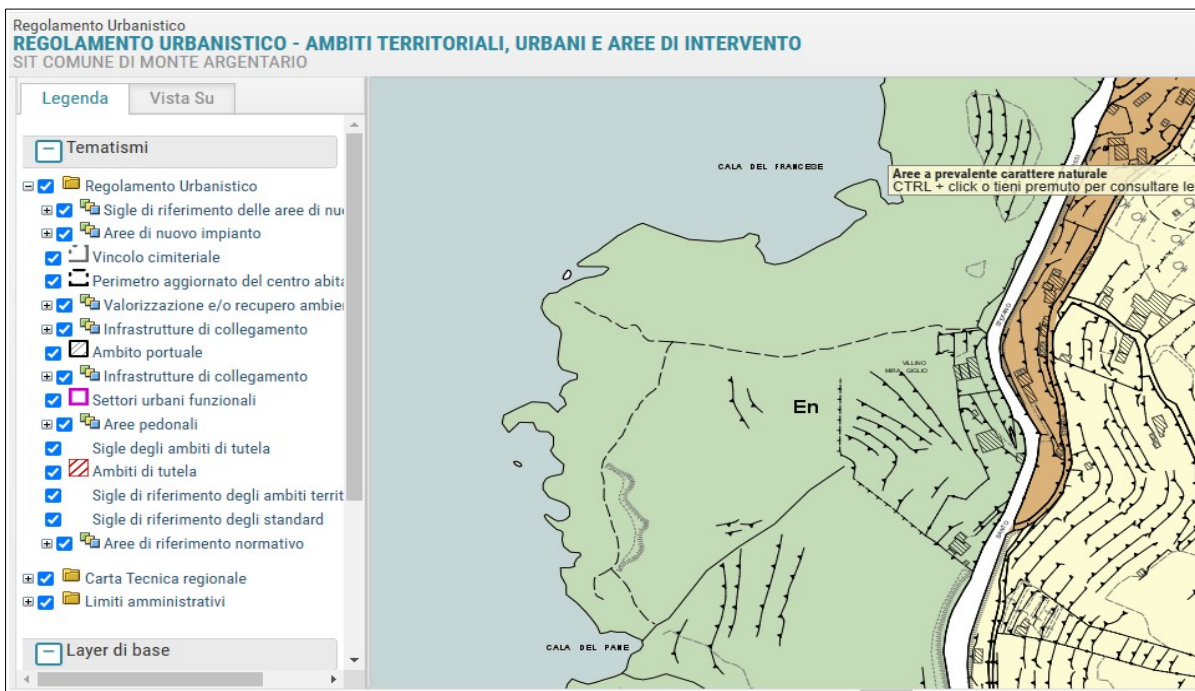 Regolamento Urbanistico
REGOLAMENTO URBANISTICO - AMBITI TERRITORIALI, URBANI E AREE DI INTERVENTO
SIT COMUNE DI MONTE ARGENTARIO
Legenda
Vista Su
Tematismi
Regolamento Urbanistico
Sigle di riferimento delle aree di nu
Aree di nuovo impianto
Vincolo cimiteriale
Perimetro aggiornato del centro abita
Valorizzazione e/o recupero ambier
Infrastrutture di collegamento
Ambito portuale
Infrastrutture di collegamento
Settori urbani funzionali
Aree pedonali
Sigle degli ambiti di tutela
Ambiti di tutela
Sigle di riferimento degli ambiti territ
Sigle di riferimento degli standard
Aree di riferimento normativo
Carta Tecnica regionale
Limiti amministrativi
Layer di base
CALA DEL FRANCESE
Aree a prevalente carattere naturale
CTRL + click o tieni premuto per consultare le
STEFANO
VILLINO
MIRA GIGLIO
En
SANTO
CALA DEL PANE